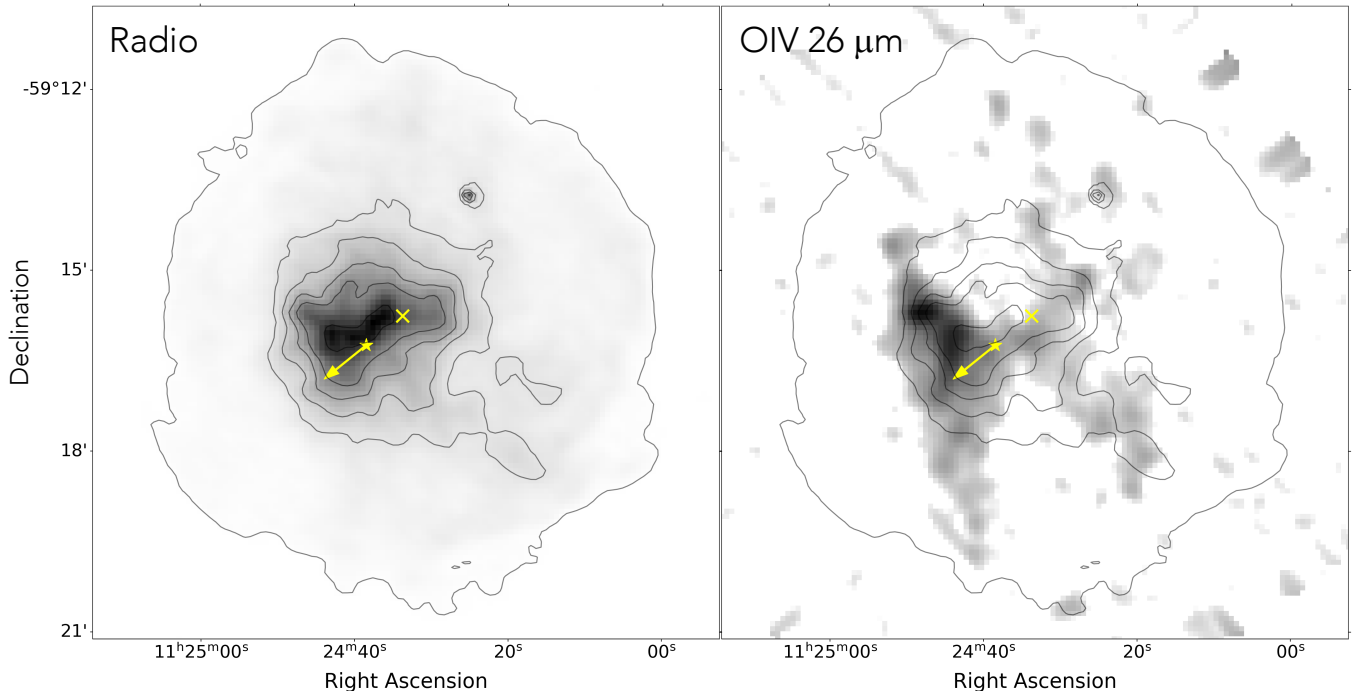 Radio
OIV 26 μm
-59°12'
15'
18'
21'
Declination
11ʰ25ᵐ00ˢ
24ᵐ40ˢ
20ˢ
00ˢ
11ʰ25ᵐ00ˢ
24ᵐ40ˢ
20ˢ
00ˢ
Right Ascension
Right Ascension